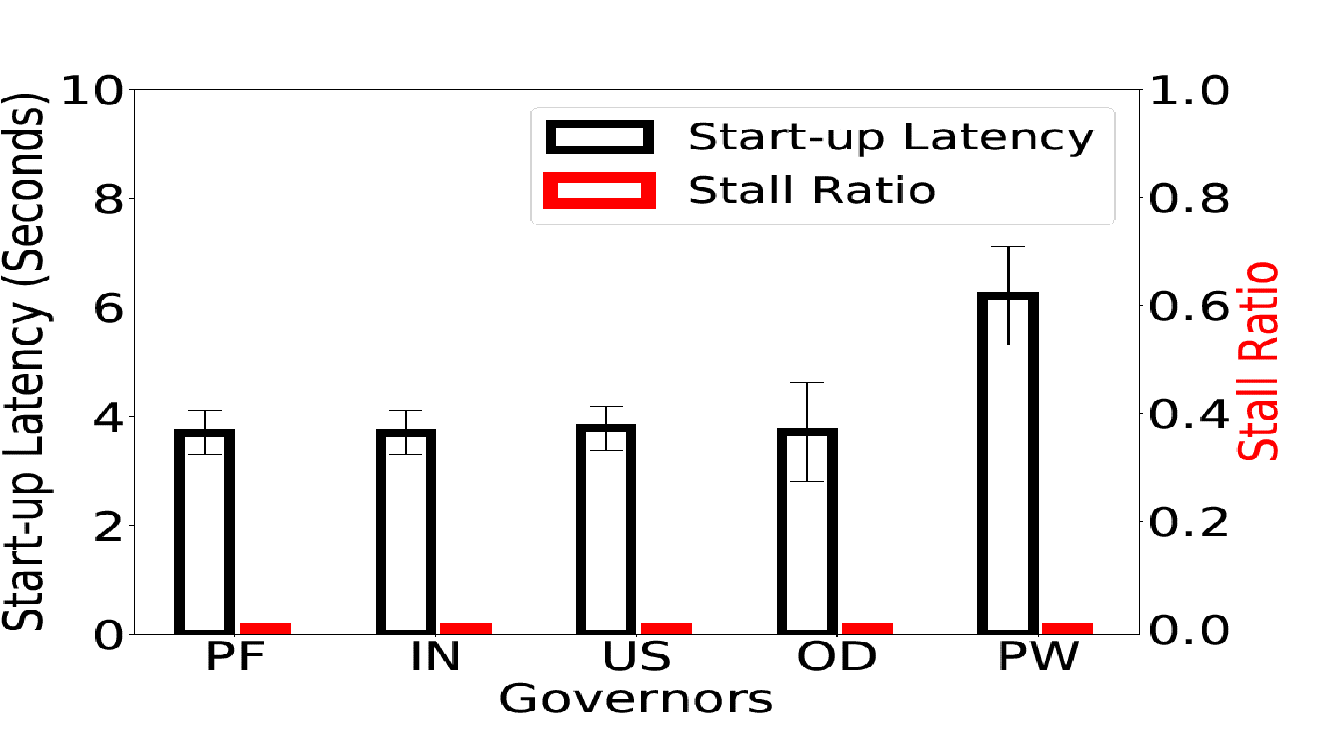 Start-up Latency (Seconds)
10
8
6
4
2
0
Start-up Latency
Stall Ratio
1.0
0.8
0.6
0.4
0.2
0.0
Stall Ratio
PF IN US OD PW
Governors